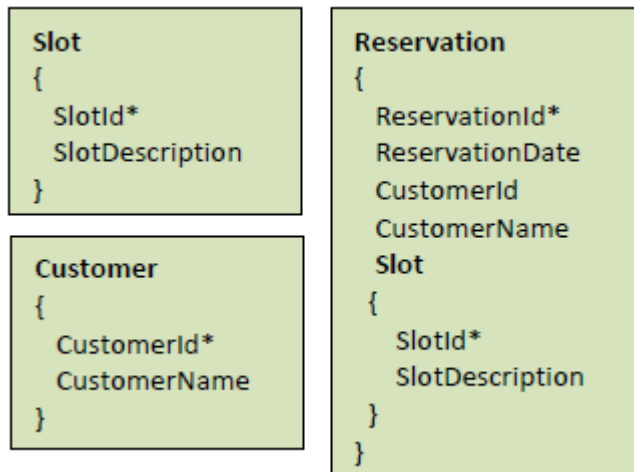 Slot
{
SlotId*
SlotDescription
}
Customer
{
CustomerId*
CustomerName
}
Reservation
{
ReservationId*
ReservationDate
CustomerId
CustomerName
Slot
{
SlotId*
SlotDescription
}
}